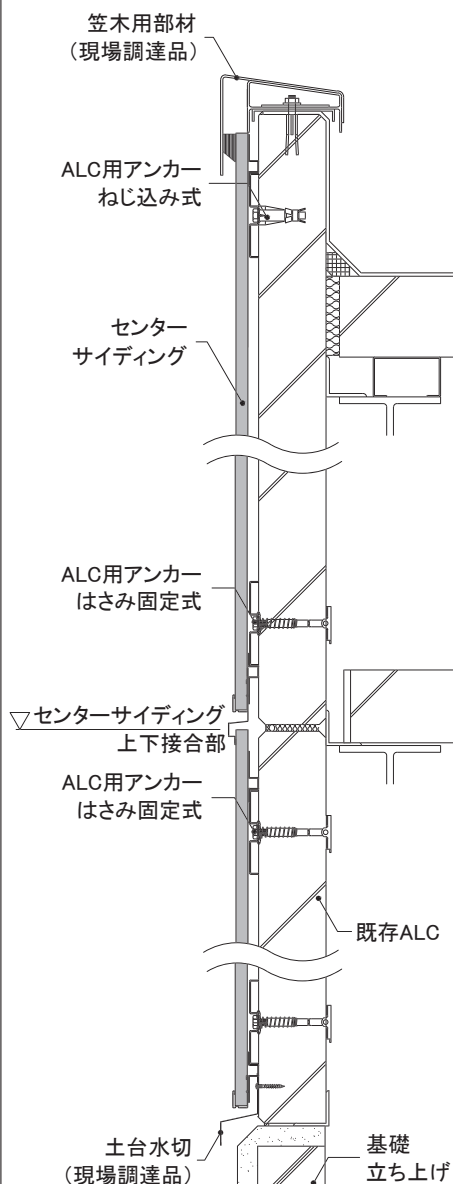 笠木用部材
（現場調達品）
ALC用アンカー
ねじ込み式
センター
サイディング
ALC用アンカー
はさみ固定式
センターサイディング
上下接合部
ALC用アンカー
はさみ固定式
既存ALC
土台水切
（現場調達品）
基礎
立ち上げ